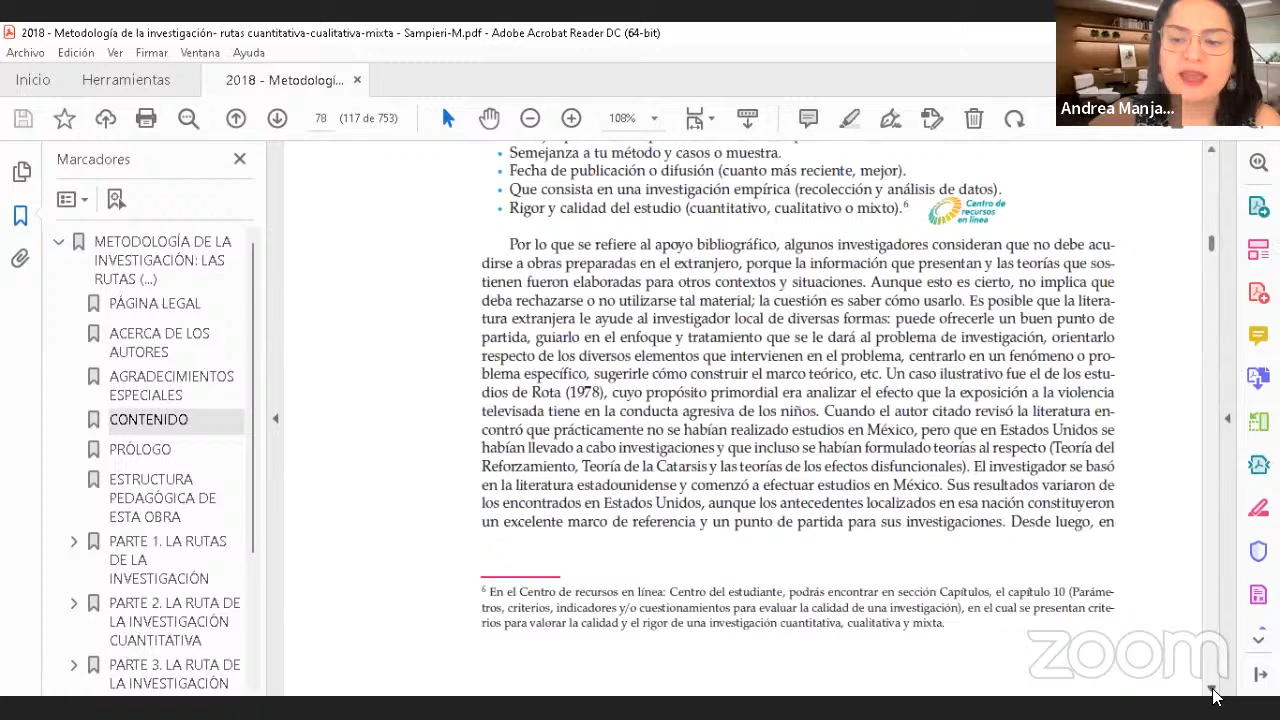 2018 - Metodología de la investigación- rutas cuantitativa-cualitativa-mixta - Sampieri-M.pdf - Adobe Acrobat Reader DC (64-bit)
Archivo Edición Ver Firmar Ventana Ayuda
Inicio Herramientas 2018 - Metodologí... ×
78 (117 de 753) 108%
Andrea Manja...
Marcadores
METODOLOGÍA DE LA
INVESTIGACIÓN: LAS
RUTAS (...)
PÁGINA LEGAL
ACERCA DE LOS
AUTORES
AGRADECIMIENTOS
ESPECIALES
CONTENIDO
PRÓLOGO
ESTRUCTURA
PEDAGÓGICA DE
ESTA OBRA
PARTE 1. LA RUTAS
DE LA
INVESTIGACIÓN
PARTE 2. LA RUTA DE
LA INVESTIGACIÓN
CUANTITATIVA
PARTE 3. LA RUTA DE
LA INVESTIGACIÓN
• Semejanza a tu método y casos o muestra.
• Fecha de publicación o difusión (cuanto más reciente, mejor).
• Que consista en una investigación empírica (recolección y análisis de datos).
• Rigor y calidad del estudio (cuantitativo, cualitativo o mixto).⁶
Centro de
recursos
en línea
Por lo que se refiere al apoyo bibliográfico, algunos investigadores consideran que no debe acu-
dirse a obras preparadas en el extranjero, porque la información que presentan y las teorías que sos-
tienen fueron elaboradas para otros contextos y situaciones. Aunque esto es cierto, no implica que
deba rechazarse o no utilizarse tal material; la cuestión es saber cómo usarlo. Es posible que la litera-
tura extranjera le ayude al investigador local de diversas formas: puede ofrecerle un buen punto de
partida, guiarlo en el enfoque y tratamiento que se le dará al problema de investigación, orientarlo
respecto de los diversos elementos que intervienen en el problema, centrarlo en un fenómeno o pro-
blema específico, sugerirle cómo construir el marco teórico, etc. Un caso ilustrativo fue el de los estu-
dios de Rota (1978), cuyo propósito primordial era analizar el efecto que la exposición a la violencia
televisada tiene en la conducta agresiva de los niños. Cuando el autor citado revisó la literatura en-
contró que prácticamente no se habían realizado estudios en México, pero que en Estados Unidos se
habían llevado a cabo investigaciones y que incluso se habían formulado teorías al respecto (Teoría del
Reforzamiento, Teoría de la Catarsis y las teorías de los efectos disfuncionales). El investigador se basó
en la literatura estadounidense y comenzó a efectuar estudios en México. Sus resultados variaron de
los encontrados en Estados Unidos, aunque los antecedentes localizados en esa nación constituyeron
un excelente marco de referencia y un punto de partida para sus investigaciones. Desde luego, en
⁶ En el Centro de recursos en línea: Centro del estudiante, podrás encontrar en sección Capítulos, el capítulo 10 (Páráme-
tros, criterios, indicadores y/o cuestionamientos para evaluar la calidad de una investigación), en el cual se presentan crite-
rios para valorar la calidad y el rigor de una investigación cuantitativa, cualitativa y mixta.
zoom